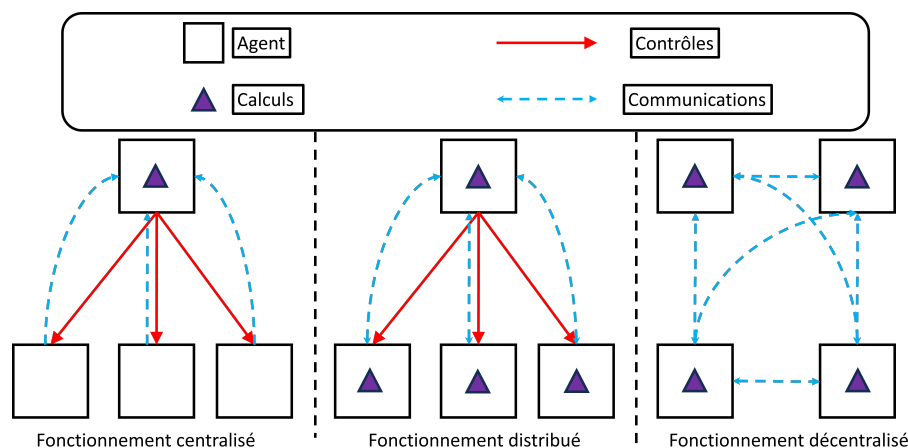 Agent
Contrôles
Calculs
Communications
Fonctionnement centralisé
Fonctionnement distribué
Fonctionnement décentralisé